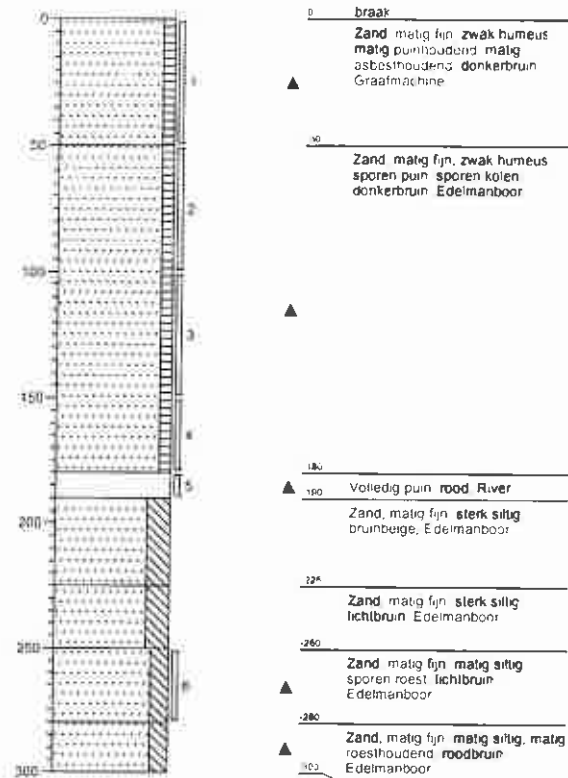 0
50
100
150
200
250
300
1
2
3
4
5
6
0
braak
Zand, matig fijn, zwak humeus
matig puinhoudend, matig
asbesthoudend, donkerbruin
Graafmachine
-50
Zand, matig fijn, zwak humeus
sporen puin, sporen kolen
donkerbruin, Edelmanboor
-180
Volledig puin, rood, River
-190
Zand, matig fijn, sterk siltig
bruinbeige, Edelmanboor
-225
Zand, matig fijn, sterk siltig
lichtbruin, Edelmanboor
Zand, matig fijn, matig siltig
sporen roest, lichtbruin
Edelmanboor
-280
Zand, matig fijn, matig siltig, matig
roesthoudend, roodbruin
Edelmanboor